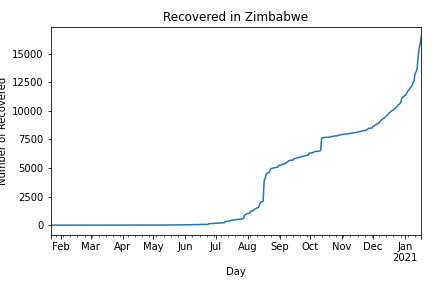 Recovered in Zimbabwe
Number of Recovered
15000
12500
10000
7500
5000
2500
0
Feb Mar Apr May Jun Jul Aug Sep Oct Nov Dec Jan
2021
Day